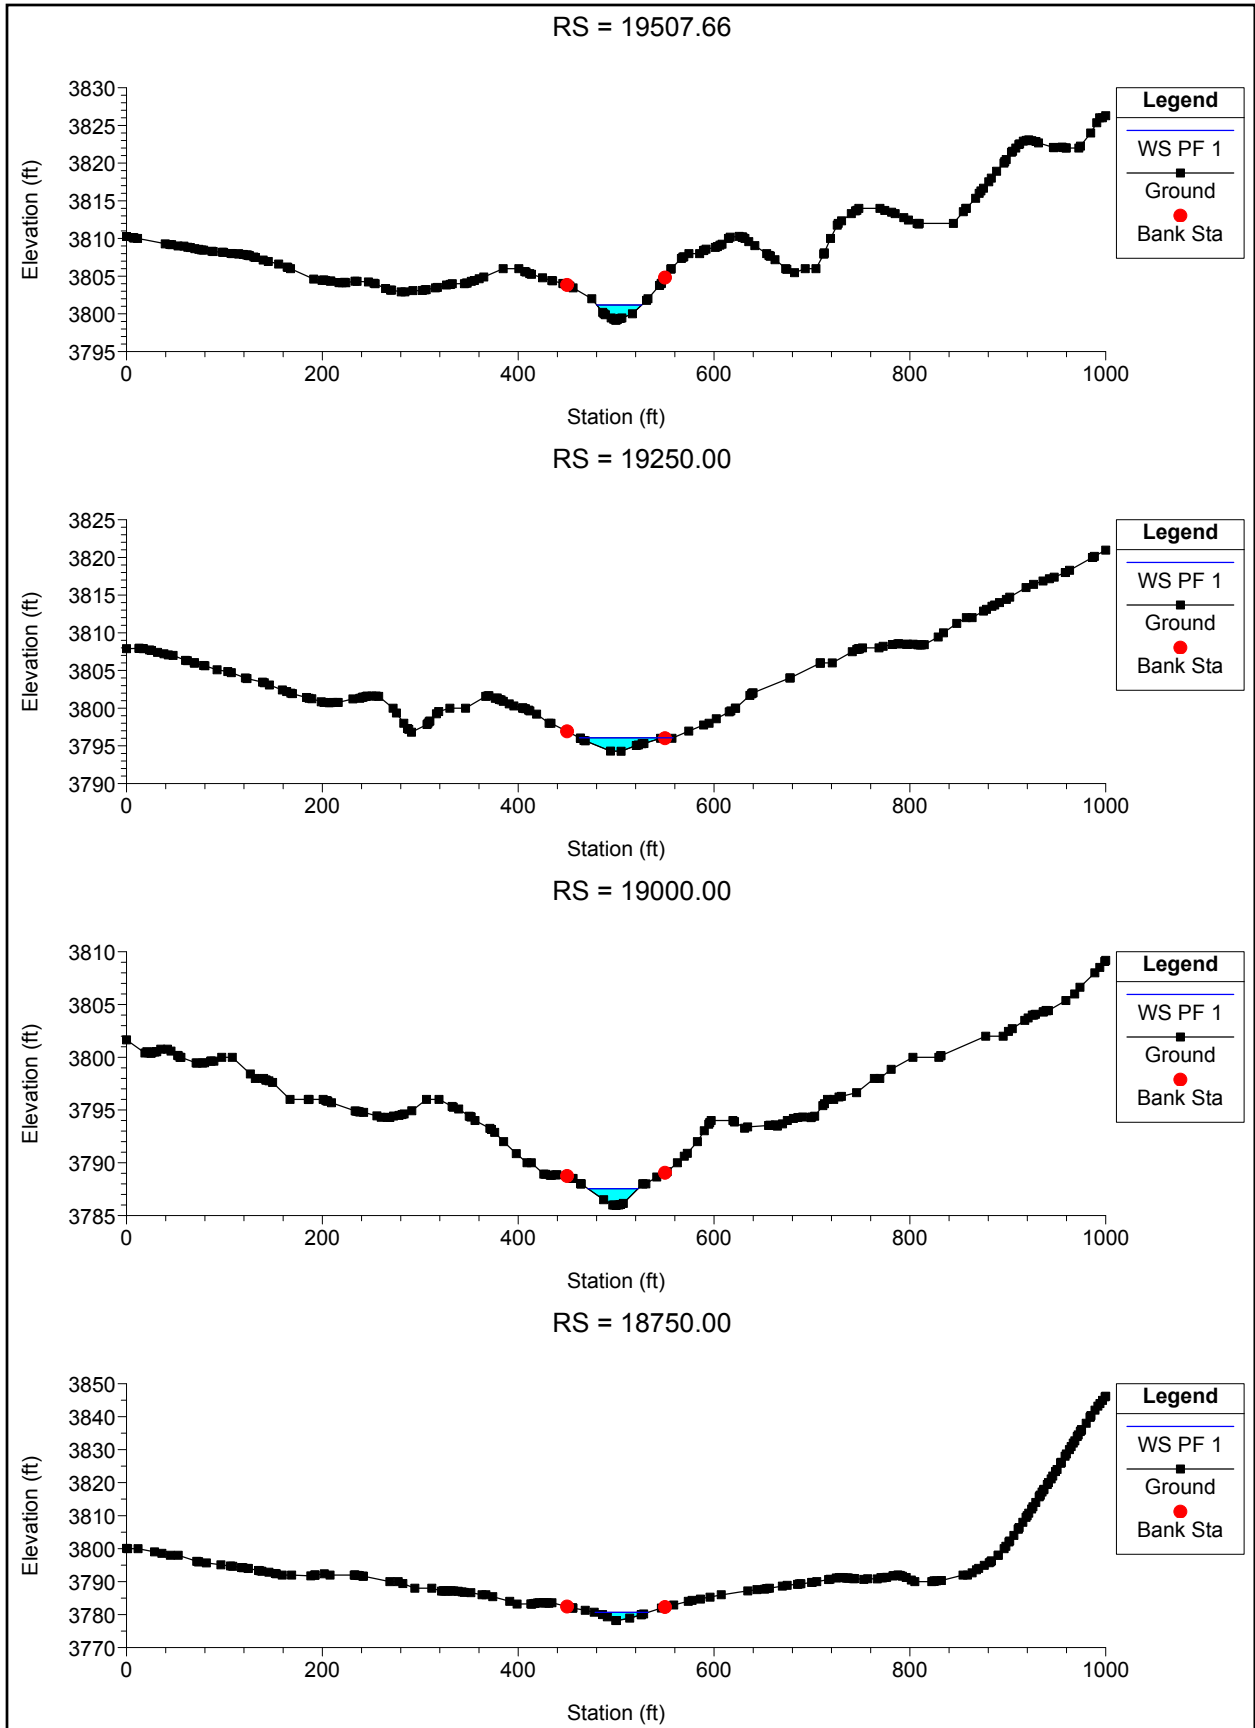 RS = 19507.66
3830
3825
3820
3815
3810
3805
3800
3795
Elevation (ft)
0 200 400 600 800 1000
Station (ft)
Legend
WS PF 1
Ground
Bank Sta
RS = 19250.00
3825
3820
3815
3810
3805
3800
3795
3790
Elevation (ft)
0 200 400 600 800 1000
Station (ft)
Legend
WS PF 1
Ground
Bank Sta
RS = 19000.00
3810
3805
3800
3795
3790
3785
Elevation (ft)
0 200 400 600 800 1000
Station (ft)
Legend
WS PF 1
Ground
Bank Sta
RS = 18750.00
3850
3840
3830
3820
3810
3800
3790
3780
3770
Elevation (ft)
0 200 400 600 800 1000
Station (ft)
Legend
WS PF 1
Ground
Bank Sta